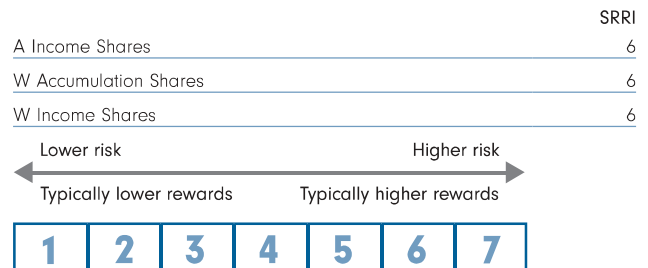 SRRI
A Income Shares 6
W Accumulation Shares 6
W Income Shares 6
Lower risk Higher risk
Typically lower rewards Typically higher rewards
1 2 3 4 5 6 7